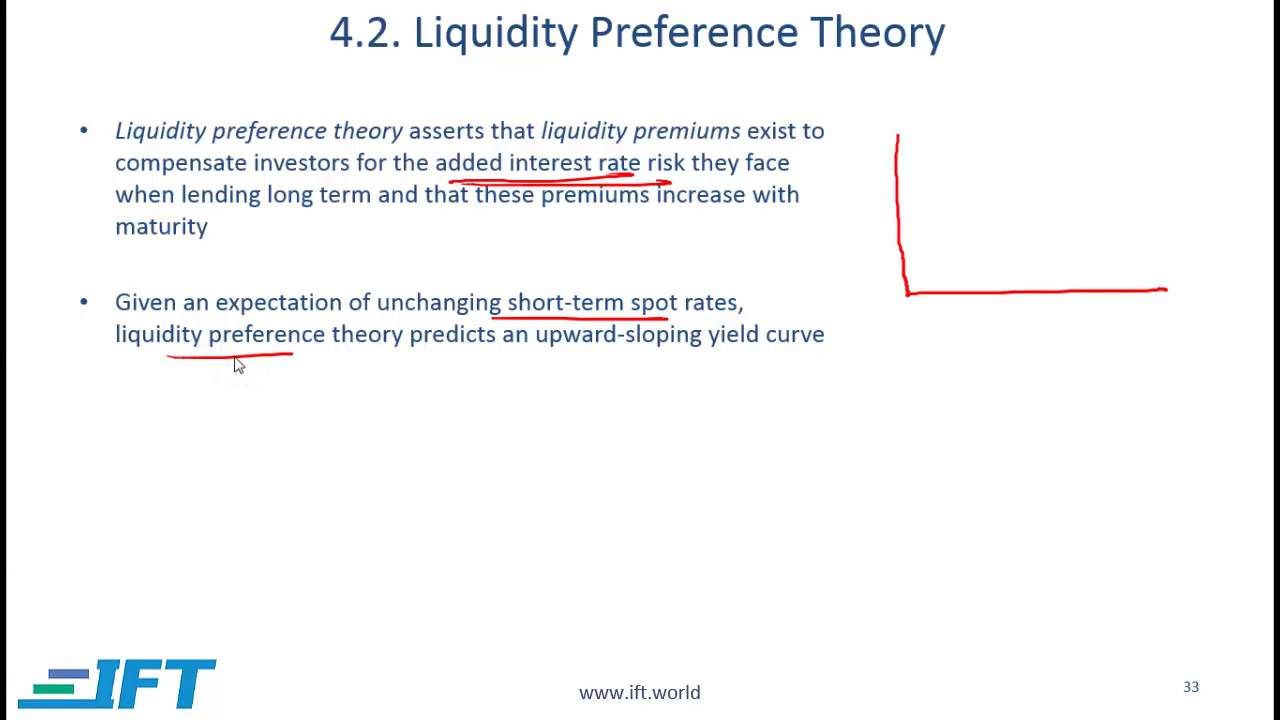 4.2. Liquidity Preference Theory
• Liquidity preference theory asserts that liquidity premiums exist to
compensate investors for the added interest rate risk they face
when lending long term and that these premiums increase with
maturity
• Given an expectation of unchanging short-term spot rates,
liquidity preference theory predicts an upward-sloping yield curve
IFT
www.ift.world
33